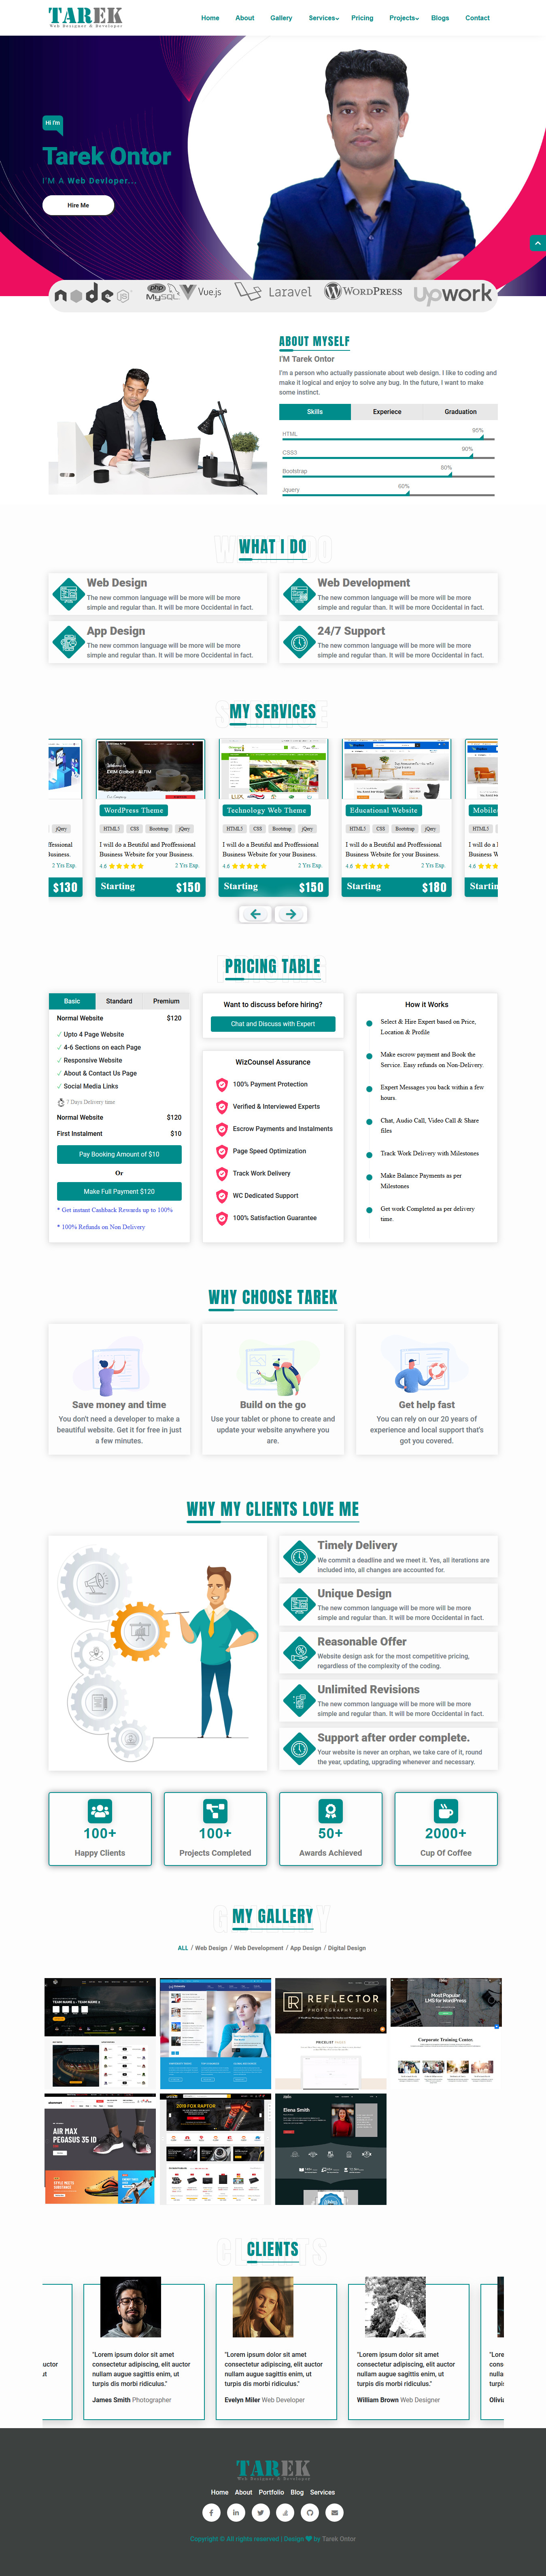 TAREK
Web Designer & Developer
Home About Gallery Services Pricing Projects Blogs Contact
Hi I'm
Tarek Ontor
I'M A Web Devloper...
Hire Me
node JS php MySQL Vue.js Laravel WordPress Upwork
ABOUT MYSELF
I'M Tarek Ontor
I'm a person who actually passionate about web design. I like to coding and
make it logical and enjoy to solve any bug. In the future, I want to make
some instinct.
Skills Experiece Graduation
HTML 95%
CSS3 90%
Bootstrap 80%
Jquery 60%
WHAT I DO
Web Design
The new common language will be more will be more
simple and regular than. It will be more Occidental in fact.
Web Development
The new common language will be more will be more
simple and regular than. It will be more Occidental in fact.
App Design
The new common language will be more will be more
simple and regular than. It will be more Occidental in fact.
24/7 Support
The new common language will be more will be more
simple and regular than. It will be more Occidental in fact.
MY SERVICES
jQery
ffessional
Business.
2 Yrs Exp
$130
WordPress Theme
HTML5 CSS Bootstrap jQery
I will do a Beutiful and Proffessional
Business Website for your Business.
4.6 2 Yrs Exp
Starting $150
Technology Web Theme
HTML5 CSS Bootstrap jQery
I will do a Beutiful and Proffessional
Business Website for your Business.
4.6 2 Yrs Exp
Starting $150
Educational Website
HTML5 CSS Bootstrap jQery
I will do a Beutiful and Proffessional
Business Website for your Business.
4.6 2 Yrs Exp
Starting $180
Mobile
HTML5
I will do a
Business W
4.6
Startin
PRICING TABLE
Basic Standard Premium
Normal Website $120
Upto 4 Page Website
4-6 Sections on each Page
Responsive Website
About & Contact Us Page
Social Media Links
7 Days Delivery time
Normal Website $120
First Instalment $10
Pay Booking Amount of $10
Or
Make Full Payment $120
* Get instant Cashback Rewards up to 100%
* 100% Refunds on Non Delivery
Want to discuss before hiring?
Chat and Discuss with Expert
WizCounsel Assurance
100% Payment Protection
Verified & Interviewed Experts
Escrow Payments and Instalments
Page Speed Optimization
Track Work Delivery
WC Dedicated Support
100% Satisfaction Guarantee
How it Works
Select & Hire Expert based on Price,
Location & Profile
Make escrow payment and Book the
Service. Easy refunds on Non-Delivery.
Expert Messages you back within a few
hours.
Chat, Audio Call, Video Call & Share
files
Track Work Delivery with Milestones
Make Balance Payments as per
Milestones
Get work Completed as per delivery
time.
WHY CHOOSE TAREK
Save money and time
You don't need a developer to make a
beautiful website. Get it for free in just
a few minutes.
Build on the go
Use your tablet or phone to create and
update your website anywhere you
are.
Get help fast
You can rely on our 20 years of
experience and local support that's
got you covered.
WHY MY CLIENTS LOVE ME
Timely Delivery
We commit a deadline and we meet it. Yes, all iterations are
included into, all changes are accounted for.
Unique Design
The new common language will be more will be more
simple and regular than. It will be more Occidental in fact.
Reasonable Offer
Website design ask for the most competitive pricing,
regardless of the complexity of the coding.
Unlimited Revisions
The new common language will be more will be more
simple and regular than. It will be more Occidental in fact.
Support after order complete.
Your website is never an orphan, we take care of it, round
the year, updating, upgrading whenever and necessary.
100+ 100+ 50+ 2000+
Happy Clients Projects Completed Awards Achieved Cup Of Coffee
MY GALLERY
ALL / Web Design / Web Development / App Design / Digital Design
REFLECTOR
PHOTOGRAPHY STUDIO
PRICELIST
Most Popular
LMS for WordPress
Corporate Training Center
AIR MAX
PEGASUS 35 ID
2019 FOX RAPTOR
Elena Smith
CLIENTS
uctor
ut
"Lorem ipsum dolor sit amet
consectetur adipiscing, elit auctor
nullam augue sagittis enim, ut
turpis dis morbi ridiculus."
James Smith Photographer
"Lorem ipsum dolor sit amet
consectetur adipiscing, elit auctor
nullam augue sagittis enim, ut
turpis dis morbi ridiculus."
Evelyn Miler Web Developer
"Lorem ipsum dolor sit amet
consectetur adipiscing, elit auctor
nullam augue sagittis enim, ut
turpis dis morbi ridiculus."
William Brown Web Designer
"Lore
cons
nulla
turpi
Olivi
TAREK
Web Designer & Developer
Home About Portfolio Blog Services
Copyright © All rights reserved | Design by Tarek Ontor